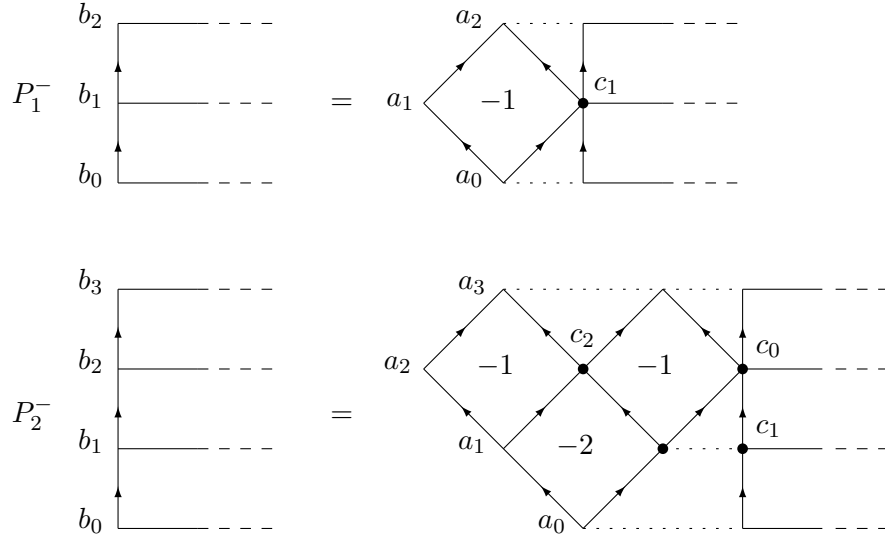 b₂ a₂
P₁⁻ b₁ = a₁ −1 c₁
b₀ a₀
b₃ a₃
c₂ c₀
b₂ a₂ −1 −1
P₂⁻ =
b₁ a₁ −2 c₁
b₀ a₀